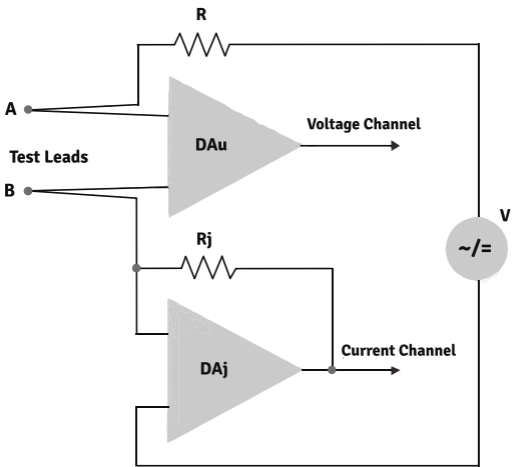 R
A
DAu
Voltage Channel
Test Leads
B
V
~/=
Rj
Current Channel
DAj